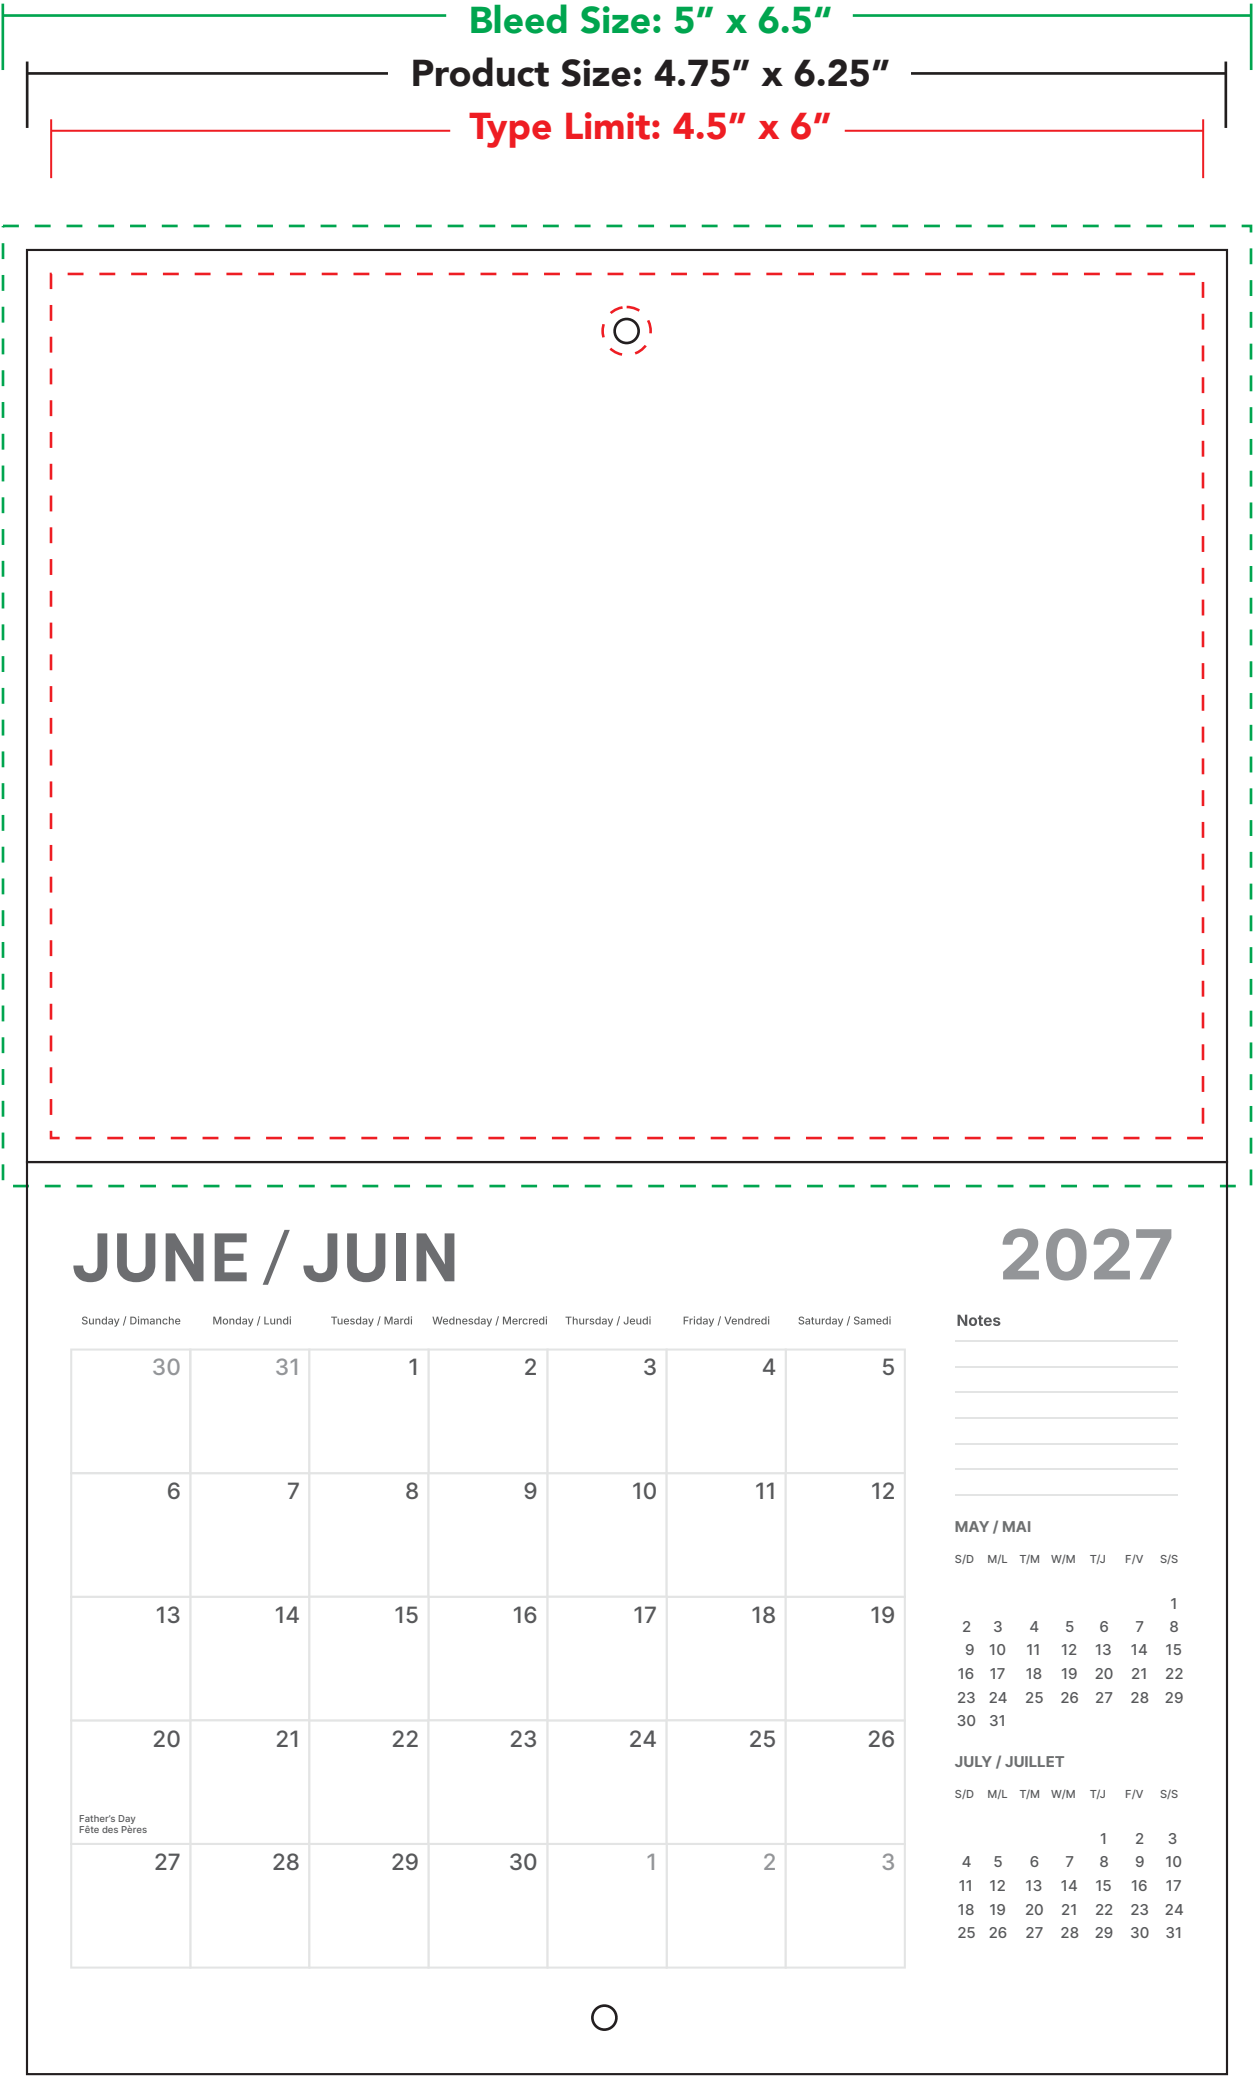 Bleed Size: 5” x 6.5”
Product Size: 4.75” x 6.25”
Type Limit: 4.5” x 6”
JUNE / JUIN 2027
Sunday / Dimanche Monday / Lundi Tuesday / Mardi Wednesday / Mercredi Thursday / Jeudi Friday / Vendredi Saturday / Samedi
30 31 1 2 3 4 5
6 7 8 9 10 11 12
13 14 15 16 17 18 19
20 21 22 23 24 25 26
Father's Day
Fête des Pères
27 28 29 30 1 2 3
Notes
MAY / MAI
S/D M/L T/M W/M T/J F/V S/S
1
2 3 4 5 6 7 8
9 10 11 12 13 14 15
16 17 18 19 20 21 22
23 24 25 26 27 28 29
30 31
JULY / JUILLET
S/D M/L T/M W/M T/J F/V S/S
1 2 3
4 5 6 7 8 9 10
11 12 13 14 15 16 17
18 19 20 21 22 23 24
25 26 27 28 29 30 31